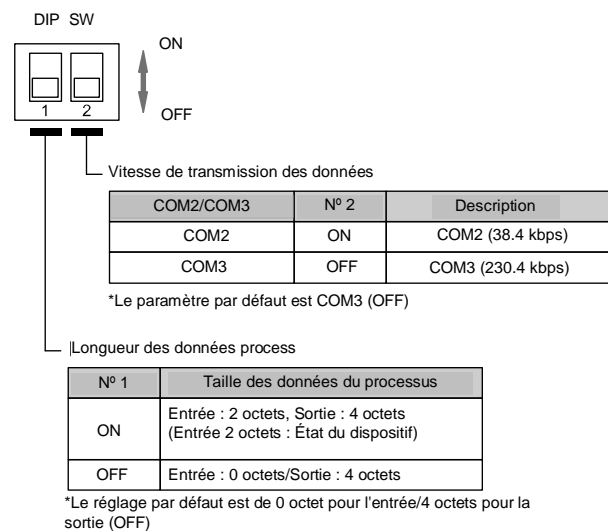 DIP SW
ON
OFF
1 2
Vitesse de transmission des données
COM2/COM3 Nº 2 Description
COM2 ON COM2 (38.4 kbps)
COM3 OFF COM3 (230.4 kbps)
*Le paramètre par défaut est COM3 (OFF)
Longueur des données process
Nº 1 Taille des données du processus
ON Entrée : 2 octets, Sortie : 4 octets
(Entrée 2 octets : État du dispositif)
OFF Entrée : 0 octets/Sortie : 4 octets
*Le réglage par défaut est de 0 octet pour l'entrée/4 octets pour la
sortie (OFF)